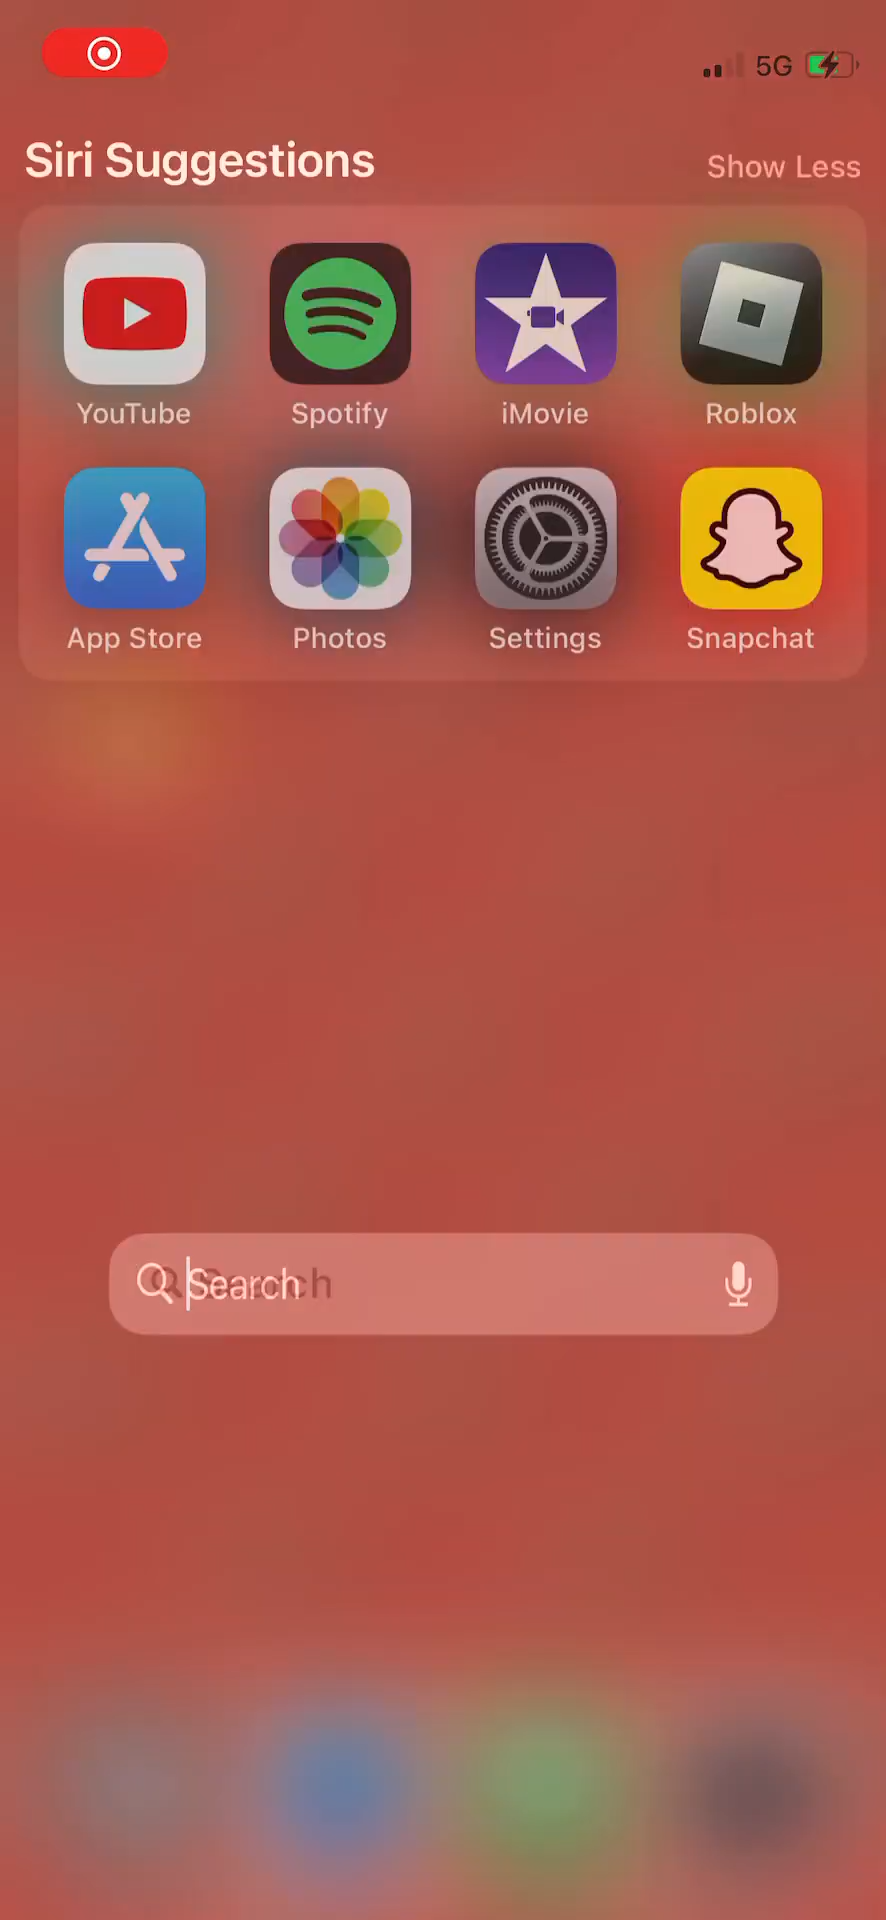 5G
Siri Suggestions
Show Less
YouTube Spotify iMovie Roblox
App Store Photos Settings Snapchat
Search